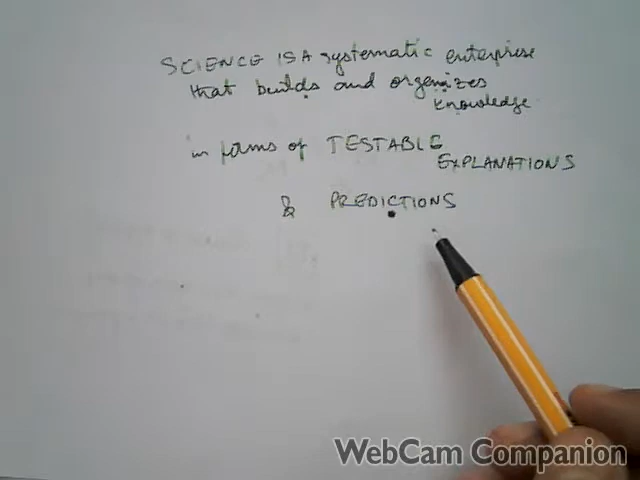 SCIENCE IS A systematic enterprise
that builds and organizes
knowledge
in forms of TESTABLE
EXPLANATIONS
& PREDICTIONS
WebCam Companion